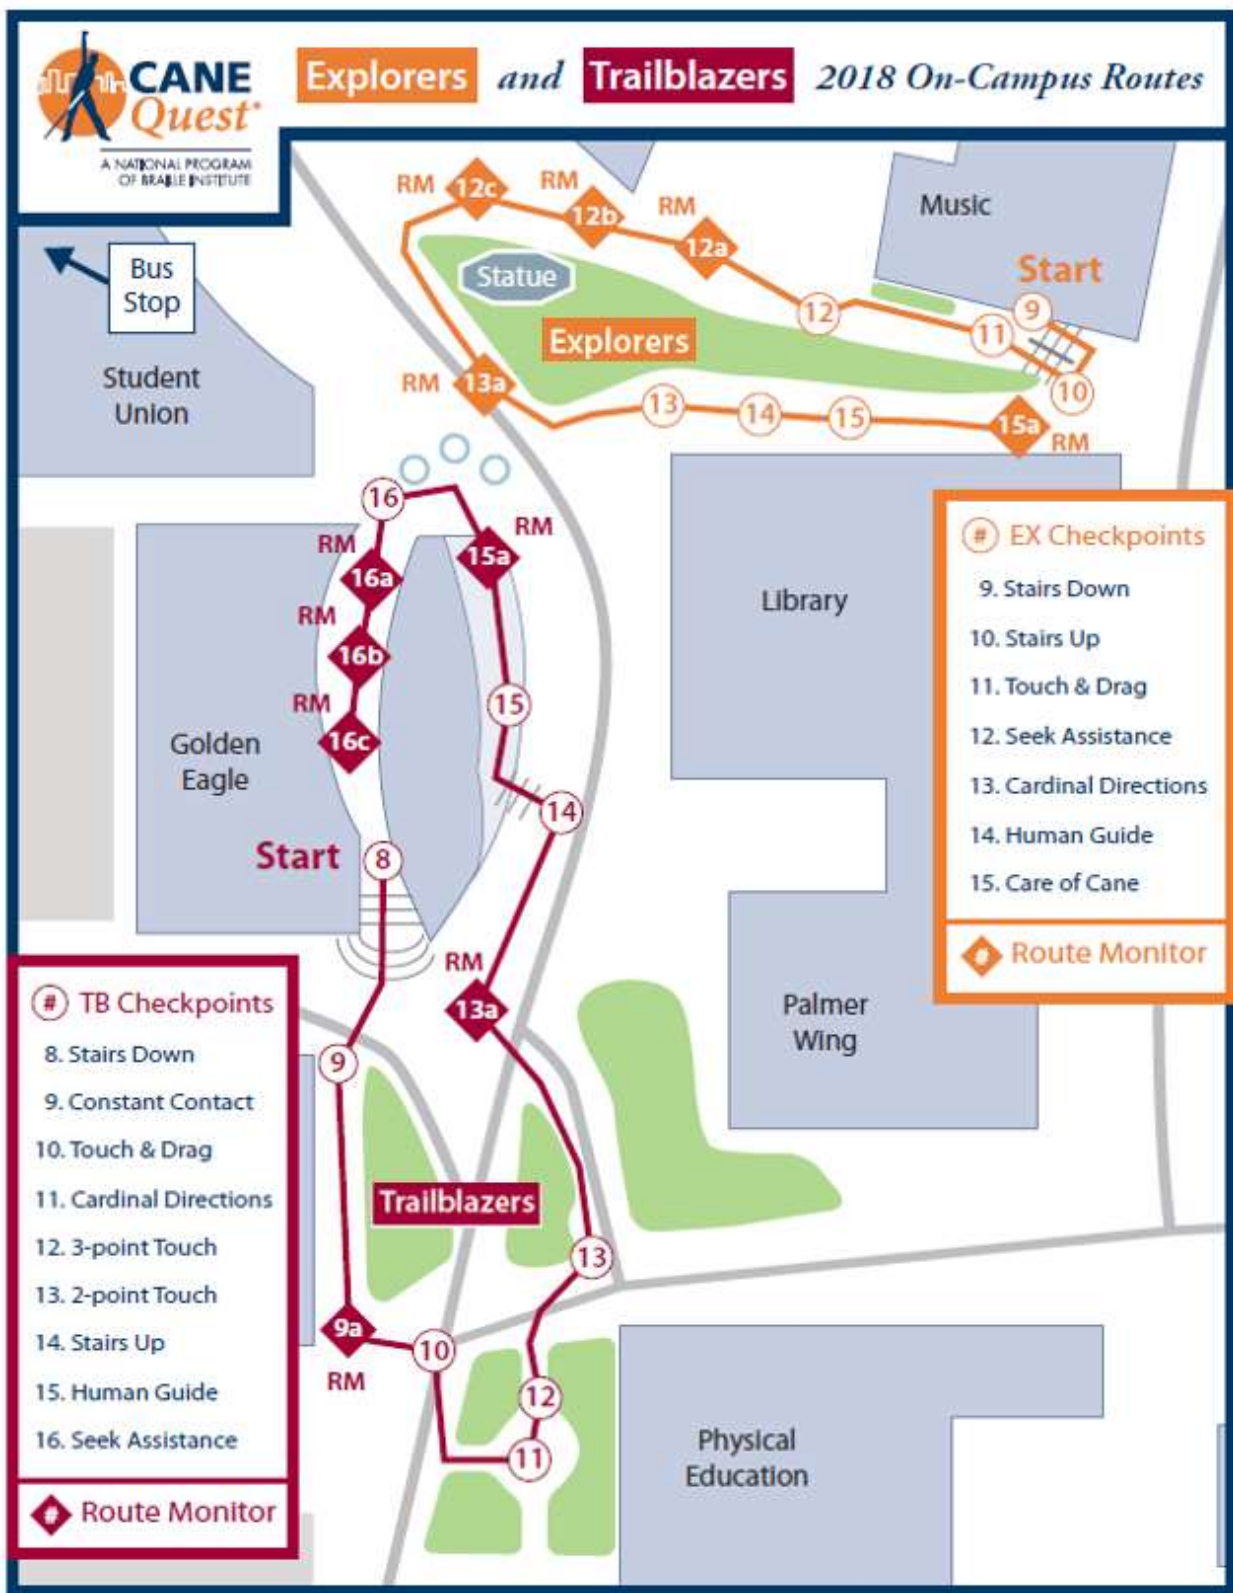 CANE
Quest®
A NATIONAL PROGRAM
OF BRAILLE INSTITUTE
Explorers and Trailblazers 2018 On-Campus Routes
RM 12c
RM 12b
RM 12a
Music
Start
9
11
12
10
Bus
Stop
Statue
Explorers
Student
Union
RM 13a
13
14
15
15a
RM
16
RM 16a
RM 16b
RM 16c
RM
15a
15
14
Golden
Eagle
Start
8
Library
# EX Checkpoints
9. Stairs Down
10. Stairs Up
11. Touch & Drag
12. Seek Assistance
13. Cardinal Directions
14. Human Guide
15. Care of Cane
# Route Monitor
RM
13a
Palmer
Wing
9
Trailblazers
13
9a
RM
10
12
11
Physical
Education
# TB Checkpoints
8. Stairs Down
9. Constant Contact
10. Touch & Drag
11. Cardinal Directions
12. 3-point Touch
13. 2-point Touch
14. Stairs Up
15. Human Guide
16. Seek Assistance
# Route Monitor